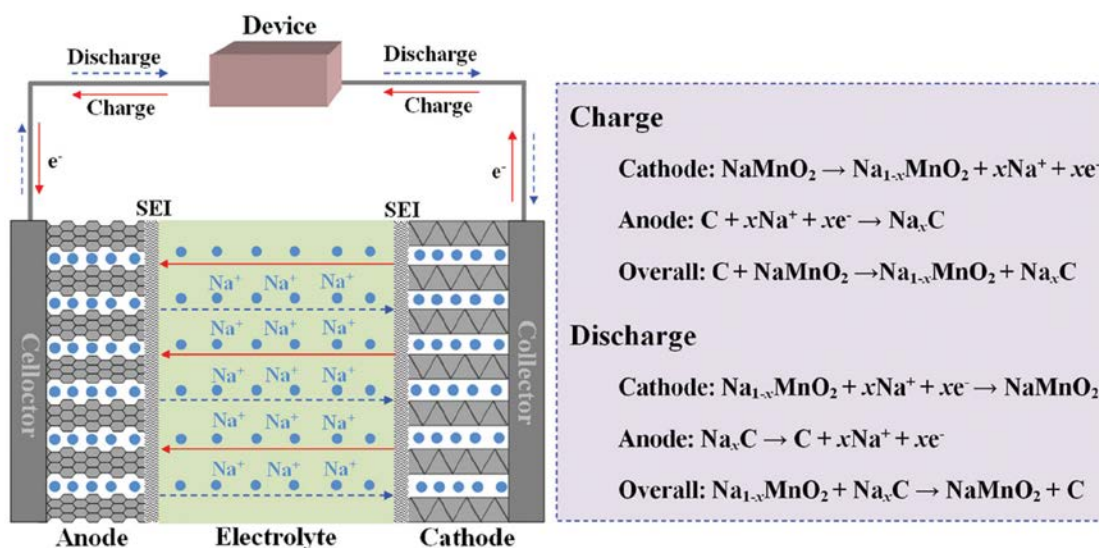 Device
Discharge
Discharge
Charge
Charge
e⁻
e⁻
SEI
SEI
Na⁺ Na⁺ Na⁺
Na⁺ Na⁺ Na⁺
Na⁺ Na⁺ Na⁺
Na⁺ Na⁺ Na⁺
Na⁺ Na⁺ Na⁺
Celloctor
Collector
Anode
Electrolyte
Cathode
Charge
Cathode: NaMnO₂ → Na₁₋ₓMnO₂ + xNa⁺ + xe⁻
Anode: C + xNa⁺ + xe⁻ → NaₓC
Overall: C + NaMnO₂ →Na₁₋ₓMnO₂ + NaₓC
Discharge
Cathode: Na₁₋ₓMnO₂ + xNa⁺ + xe⁻ → NaMnO₂
Anode: NaₓC → C + xNa⁺ + xe⁻
Overall: Na₁₋ₓMnO₂ + NaₓC → NaMnO₂ + C